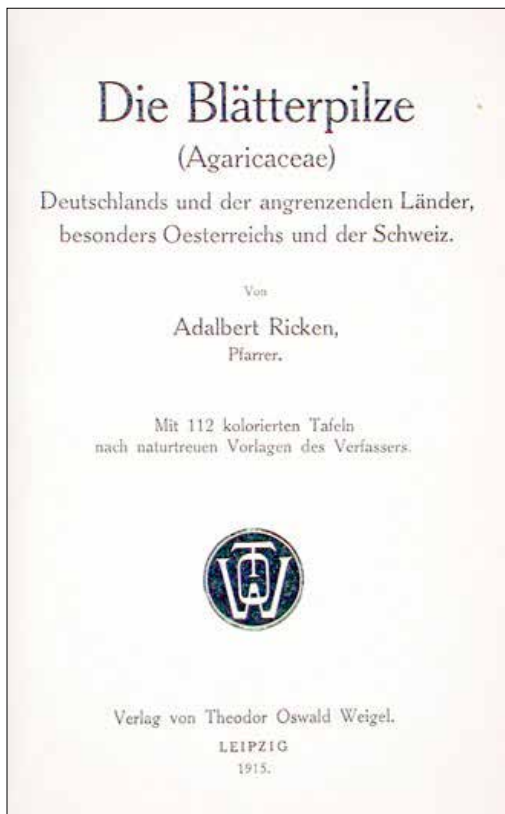 Die Blätterpilze
(Agaricaceae)
Deutschlands und der angrenzenden Länder,
besonders Oesterreichs und der Schweiz.
Von
Adalbert Ricken,
Pfarrer.
Mit 112 kolorierten Tafeln
nach naturtreuen Vorlagen des Verfassers.
TOW
Verlag von Theodor Oswald Weigel.
LEIPZIG
1915.